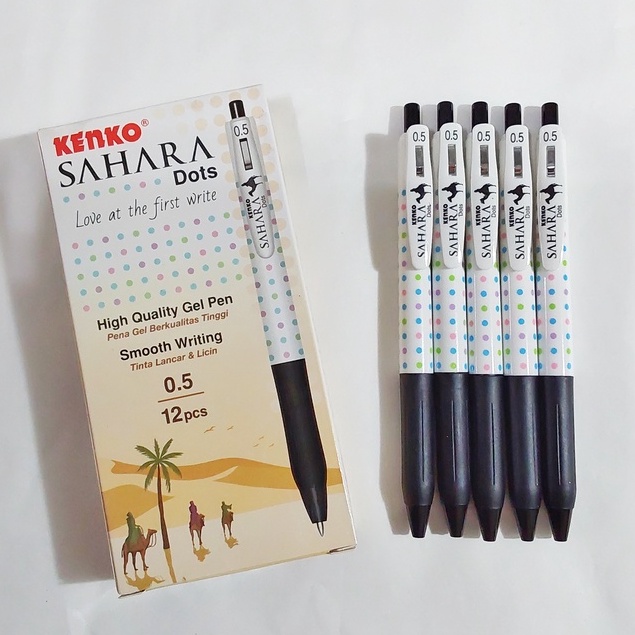 KENKO®
SAHARA
Dots
Love at the first write
High Quality Gel Pen
Pena Gel Berkualitas Tinggi
Smooth Writing
Tinta Lancar & Licin
0.5
12pcs
0.5
KENKO
SAHARA
Dots
0.5
KENKO
SAHARA
Dots
0.5
KENKO
SAHARA
Dots
0.5
KENKO
SAHARA
Dots
0.5
KENKO
SAHARA
Dots
0.5
KENKO
SAHARA
Dots